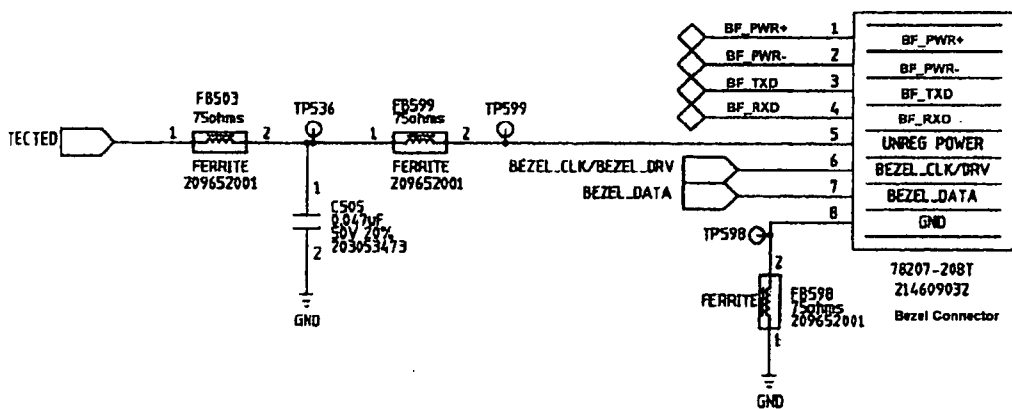 BF_PWR+ 1 BF_PWR+
BF_PWR- 2 BF_PWR-
BF_TXD 3 BF_TXD
BF_RXD 4 BF_RXD
5 UNREG POWER
BEZEL_CLK/BEZEL_DRV 6 BEZEL_CLK/DRV
BEZEL_DATA 7 BEZEL_DATA
8 GND
78207-208T
214609032
Bezel Connector
TECTED
FB503
75ohms
1 2
FERRITE
209652001
TP536
FB599
75ohms
1 2
FERRITE
209652001
TP599
1
C505
0.047uF
50V 20%
203053473
2
GND
TP598
2
FERRITE
FB598
75ohms
209652001
1
GND